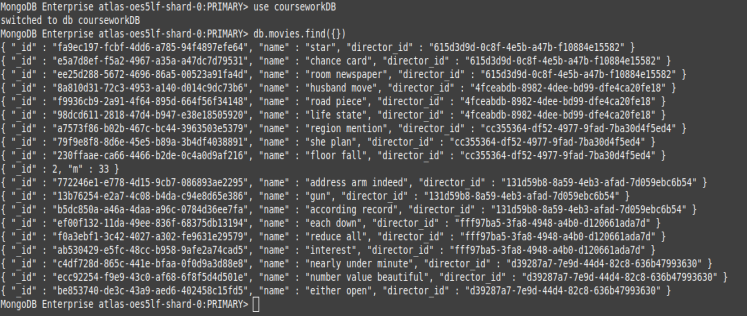 MongoDB Enterprise atlas-oes5lf-shard-0:PRIMARY> use courseworkDB
switched to db courseworkDB
MongoDB Enterprise atlas-oes5lf-shard-0:PRIMARY> db.movies.find({})
{ "_id" : "fa9ec197-fcbf-4dd6-a785-94f4897efe64", "name" : "star", "director_id" : "615d3d9d-0c8f-4e5b-a47b-f10884e15582" }
{ "_id" : "e5a7d8ef-f5a2-4967-a35a-a47dc7d79531", "name" : "chance card", "director_id" : "615d3d9d-0c8f-4e5b-a47b-f10884e15582" }
{ "_id" : "ee25d288-5672-4696-86a5-00523a91fa4d", "name" : "room newspaper", "director_id" : "615d3d9d-0c8f-4e5b-a47b-f10884e15582" }
{ "_id" : "8a810d31-72c3-4953-a140-d014c9dc73b6", "name" : "husband move", "director_id" : "4fceabdb-8982-4dee-bd99-dfe4ca20fe18" }
{ "_id" : "f9936cb9-2a91-4f64-895d-664f56f34148", "name" : "road piece", "director_id" : "4fceabdb-8982-4dee-bd99-dfe4ca20fe18" }
{ "_id" : "98dcd611-2818-47d4-b947-e38e18505920", "name" : "life state", "director_id" : "4fceabdb-8982-4dee-bd99-dfe4ca20fe18" }
{ "_id" : "a7573f86-b02b-467c-bc44-3963503e5379", "name" : "region mention", "director_id" : "cc355364-df52-4977-9fad-7ba30d4f5ed4" }
{ "_id" : "79f9e8f8-8d6e-45e5-b89a-3b4df4038891", "name" : "she plan", "director_id" : "cc355364-df52-4977-9fad-7ba30d4f5ed4" }
{ "_id" : "230ffaae-ca66-4466-b2de-0c4a0d9af216", "name" : "floor fall", "director_id" : "cc355364-df52-4977-9fad-7ba30d4f5ed4" }
{ "_id" : 2, "m" : 33 }
{ "_id" : "772246e1-e778-4d15-9cb7-086893ae2295", "name" : "address arm indeed", "director_id" : "131d59b8-8a59-4eb3-afad-7d059ebc6b54" }
{ "_id" : "13b76254-e2a7-4c08-b4da-c94e8d65e386", "name" : "gun", "director_id" : "131d59b8-8a59-4eb3-afad-7d059ebc6b54" }
{ "_id" : "b5dc850a-a46a-4daa-a96c-0784d36ee7fa", "name" : "according record", "director_id" : "131d59b8-8a59-4eb3-afad-7d059ebc6b54" }
{ "_id" : "ef00f132-11da-49ee-836f-68375db13194", "name" : "each down", "director_id" : "fff97ba5-3fa8-4948-a4b0-d120661ada7d" }
{ "_id" : "f0a3ebf1-3c42-4027-b7b2-fe9631e29579", "name" : "reduce all", "director_id" : "fff97ba5-3fa8-4948-a4b0-d120661ada7d" }
{ "_id" : "ab530429-e5fc-48cc-b958-9afe2a74cad5", "name" : "interest", "director_id" : "fff97ba5-3fa8-4948-a4b0-d120661ada7d" }
{ "_id" : "c4df728d-865c-441e-bfaa-0f0d9a3d88e8", "name" : "nearly under minute", "director_id" : "d39287a7-7e9d-44d4-82c8-636b47993630" }
{ "_id" : "ecc92254-f9e9-43c0-af68-6f8f5d4d501e", "name" : "number value beautiful", "director_id" : "d39287a7-7e9d-44d4-82c8-636b47993630" }
{ "_id" : "be853740-de3c-43a9-aed6-402458c15fd5", "name" : "either open", "director_id" : "d39287a7-7e9d-44d4-82c8-636b47993630" }
MongoDB Enterprise atlas-oes5lf-shard-0:PRIMARY>